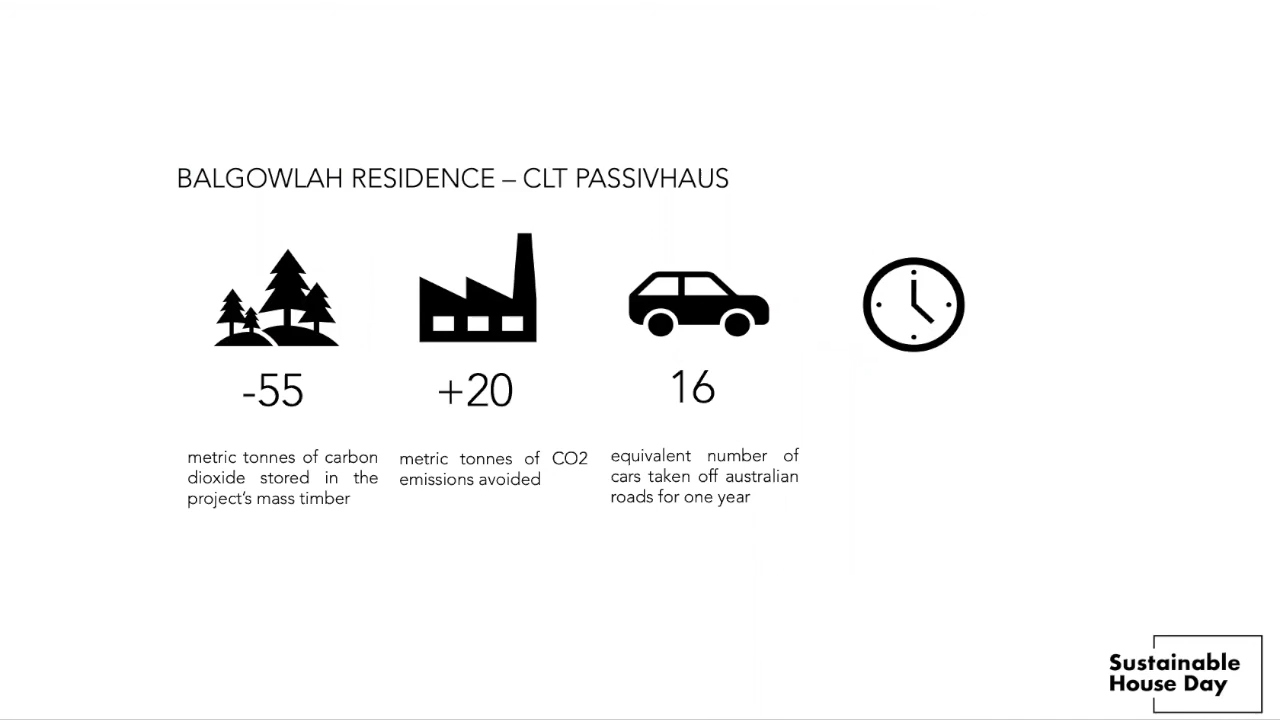 BALGOWLAH RESIDENCE – CLT PASSIVHAUS
-55
+20
16
metric tonnes of carbon
dioxide stored in the
project's mass timber
metric tonnes of CO2
emissions avoided
equivalent number of
cars taken off australian
roads for one year
Sustainable
House Day